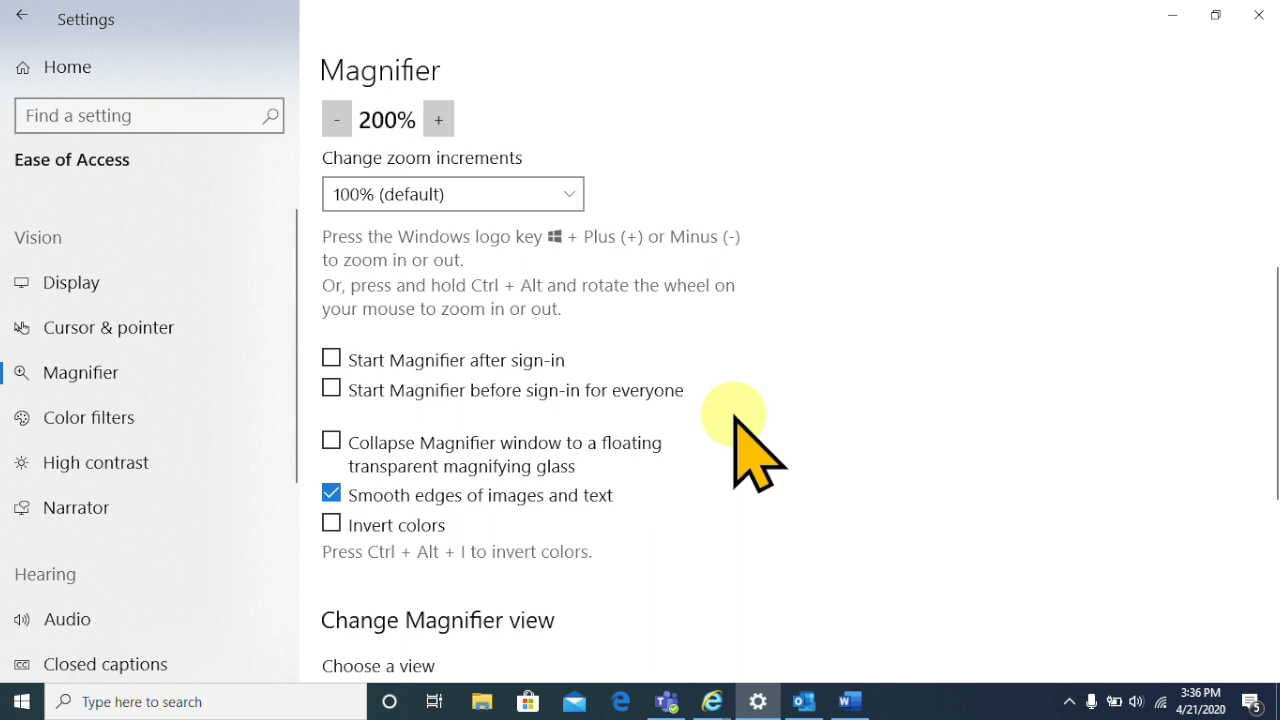 Settings
Home
Find a setting
Ease of Access
Vision
Display
Cursor & pointer
Magnifier
Color filters
High contrast
Narrator
Hearing
Audio
Closed captions
Magnifier
- 200% +
Change zoom increments
100% (default)
Press the Windows logo key + Plus (+) or Minus (-)
to zoom in or out.
Or, press and hold Ctrl + Alt and rotate the wheel on
your mouse to zoom in or out.
Start Magnifier after sign-in
Start Magnifier before sign-in for everyone
Collapse Magnifier window to a floating
transparent magnifying glass
Smooth edges of images and text
Invert colors
Press Ctrl + Alt + I to invert colors.
Change Magnifier view
Choose a view
Type here to search
3:36 PM
4/21/2020
5